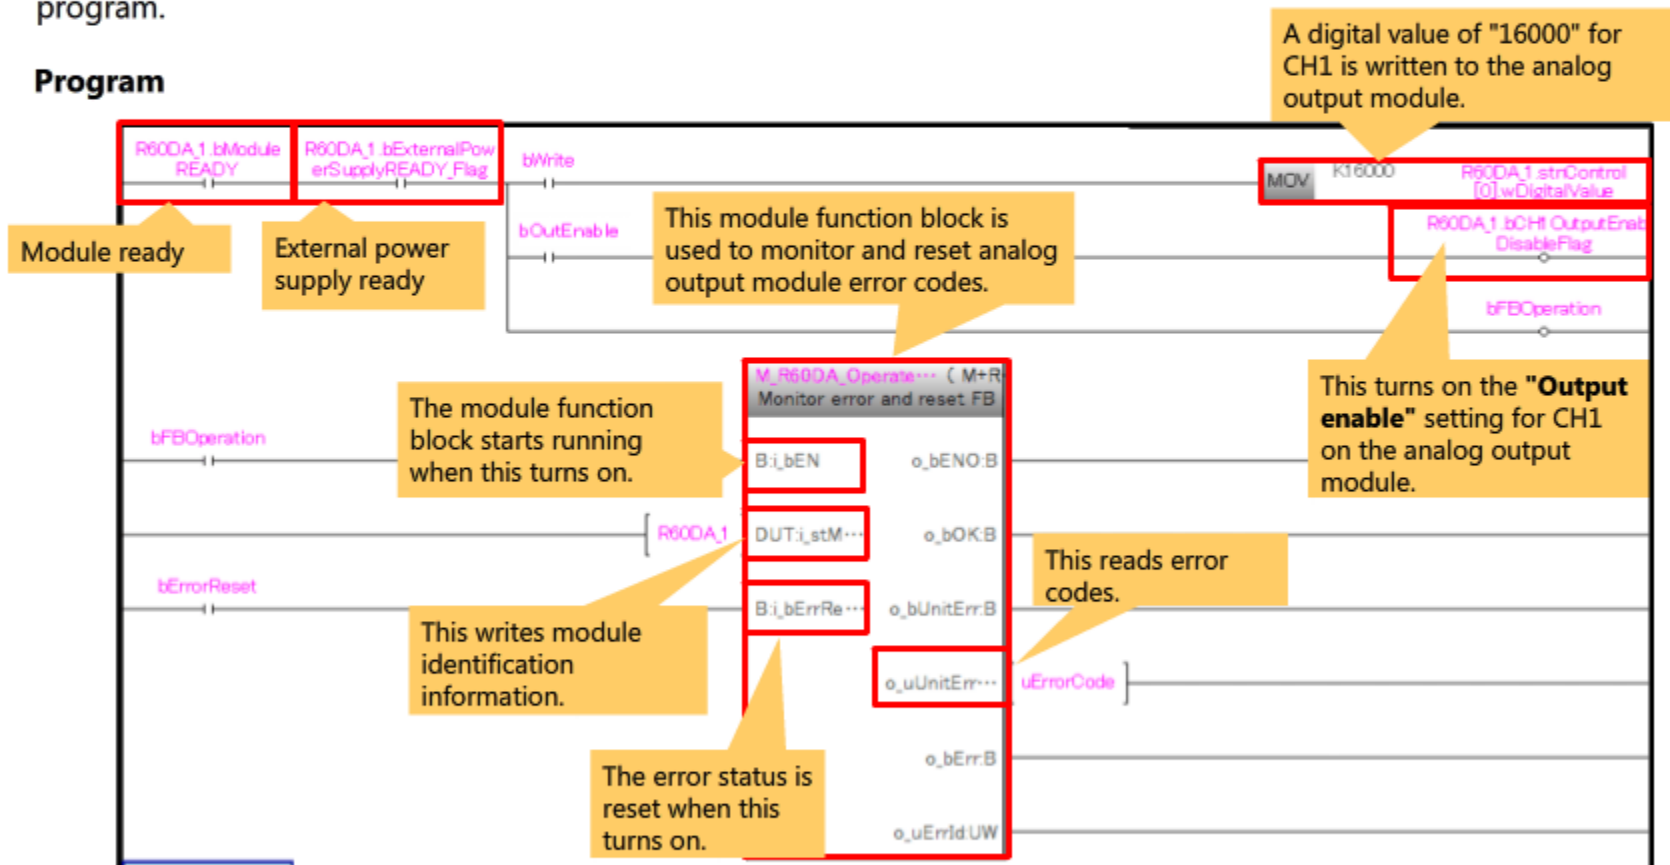 program.
Program
A digital value of "16000" for
CH1 is written to the analog
output module.
R60DA_1.bModule
READY
R60DA_1.bExternalPow
erSupplyREADY_Flag
bWrite
MOV
K16000
R60DA_1.stnControl
[0].wDigitalValue
Module ready
External power
supply ready
bOutEnable
This module function block is
used to monitor and reset analog
output module error codes.
R60DA_1.bCH1OutputEnab
DisableFlag
bFBOperation
This turns on the "Output
enable" setting for CH1
on the analog output
module.
M_R60DA_Operate··· ( M+R
Monitor error and reset FB
The module function
block starts running
when this turns on.
bFBOperation
B:i_bEN
o_bENO:B
R60DA_1
DUT:i_stM···
o_bOK:B
This reads error
codes.
bErrorReset
B:i_bErrRe···
o_bUnitErr:B
This writes module
identification
information.
o_uUnitErr···
uErrorCode
o_bErr:B
The error status is
reset when this
turns on.
o_uErrId:UW